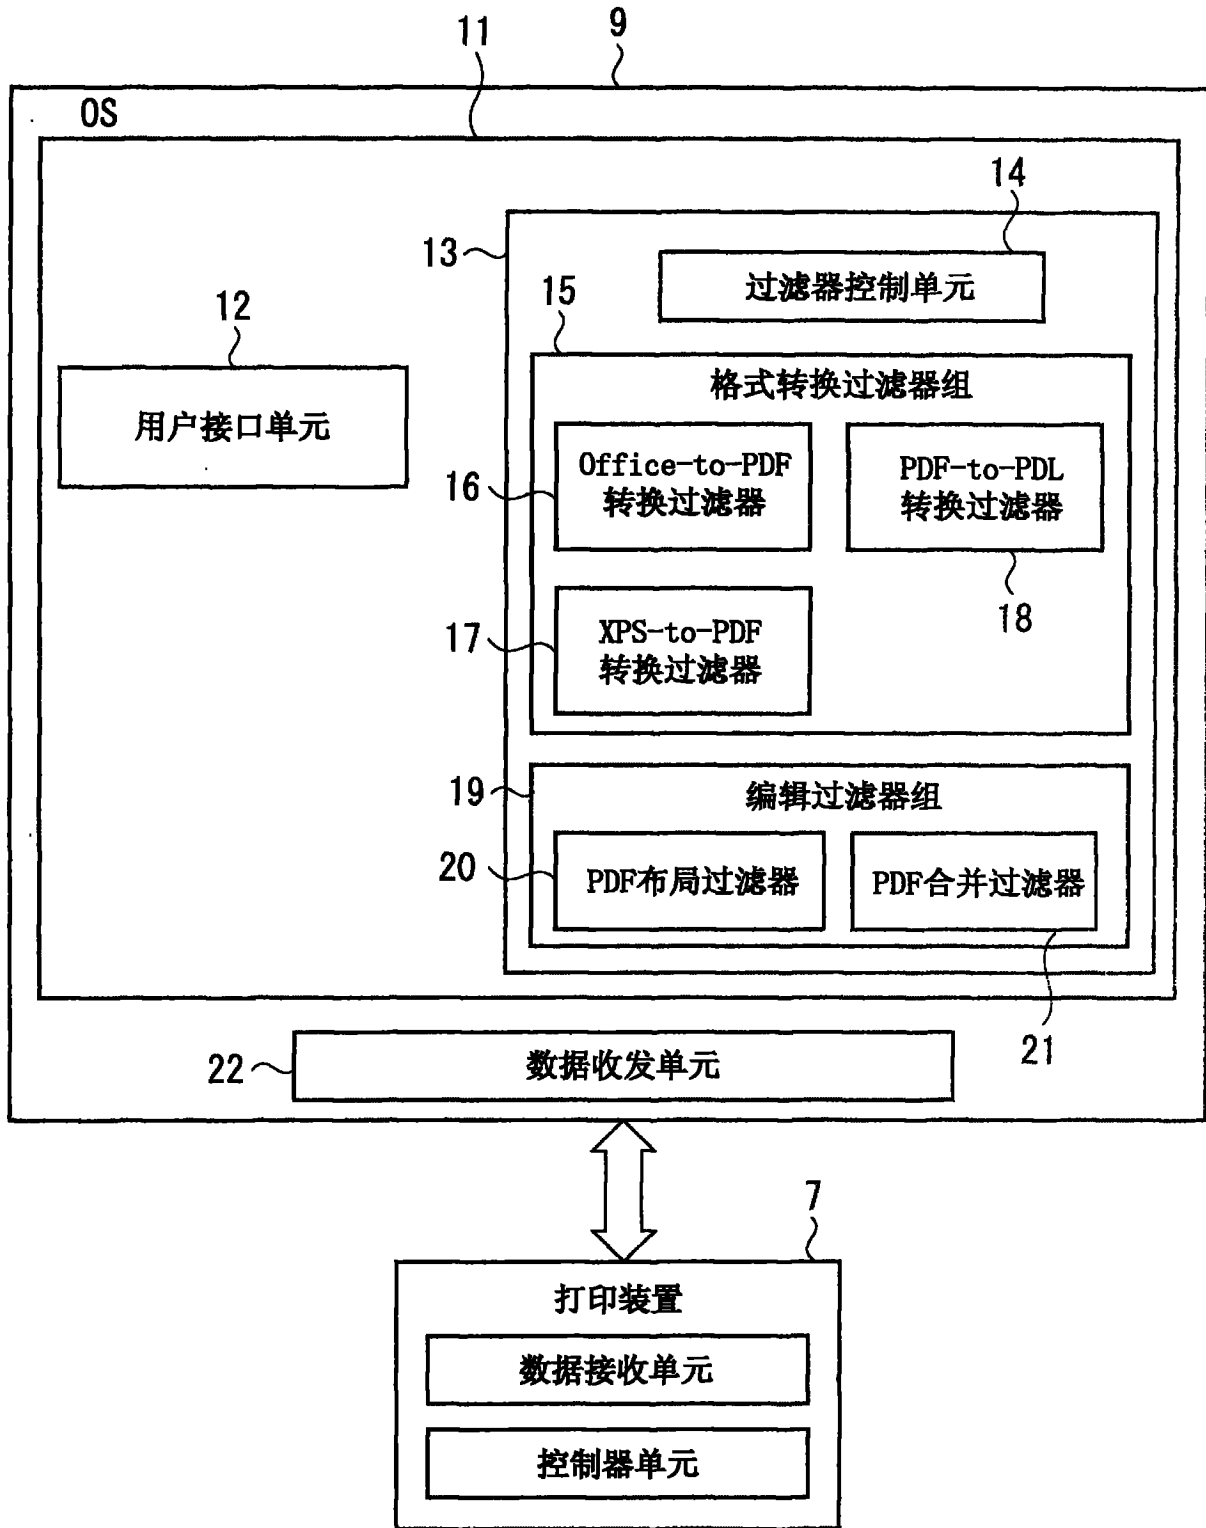 11
9
OS
14
13
过滤器控制单元
15
12
格式转换过滤器组
用户接口单元
Office-to-PDF
转换过滤器
PDF-to-PDL
转换过滤器
16
18
XPS-to-PDF
转换过滤器
17
19
编辑过滤器组
20
PDF布局过滤器
PDF合并过滤器
21
22
数据收发单元
7
打印装置
数据接收单元
控制器单元